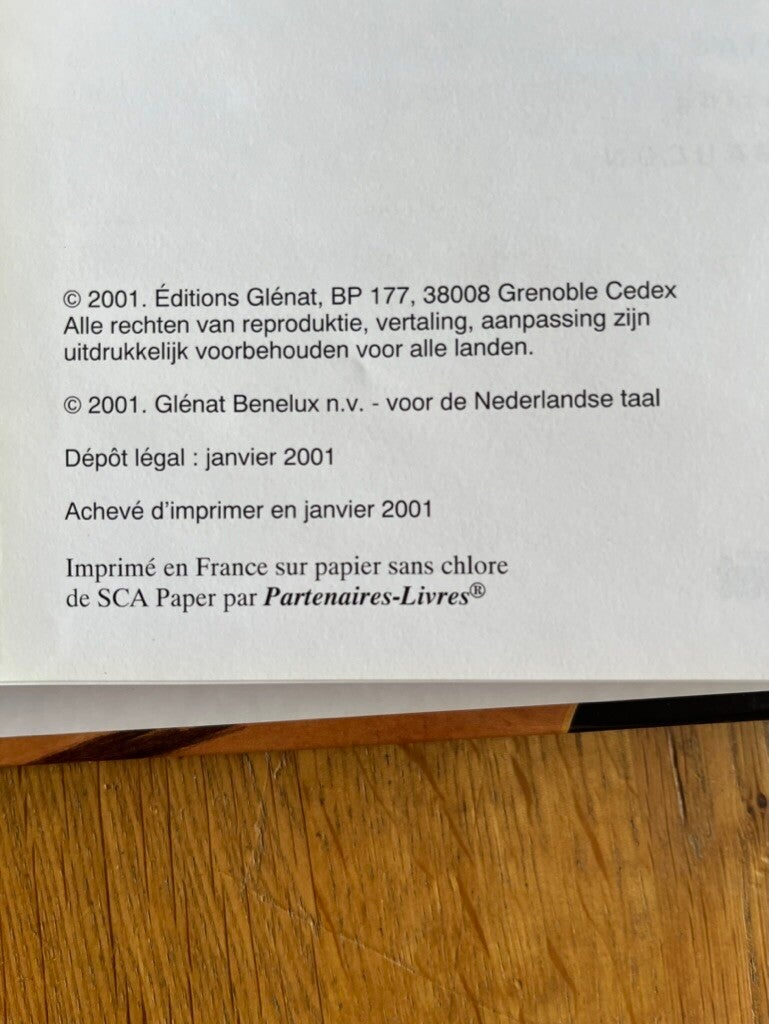 © 2001. Éditions Glénat, BP 177, 38008 Grenoble Cedex
Alle rechten van reproduktie, vertaling, aanpassing zijn
uitdrukkelijk voorbehouden voor alle landen.
© 2001. Glénat Benelux n.v. - voor de Nederlandse taal
Dépôt légal : janvier 2001
Achevé d'imprimer en janvier 2001
Imprimé en France sur papier sans chlore
de SCA Paper par Partenaires-Livres®